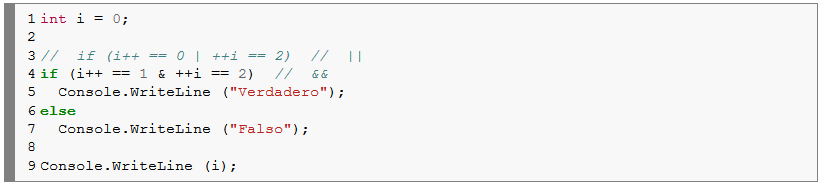 1 int i = 0;
2
3 //  if (i++ == 0 | ++i == 2)  //  ||
4 if (i++ == 1 & ++i == 2)  //  &&
5   Console.WriteLine ("Verdadero");
6 else
7   Console.WriteLine ("Falso");
8
9 Console.WriteLine (i);